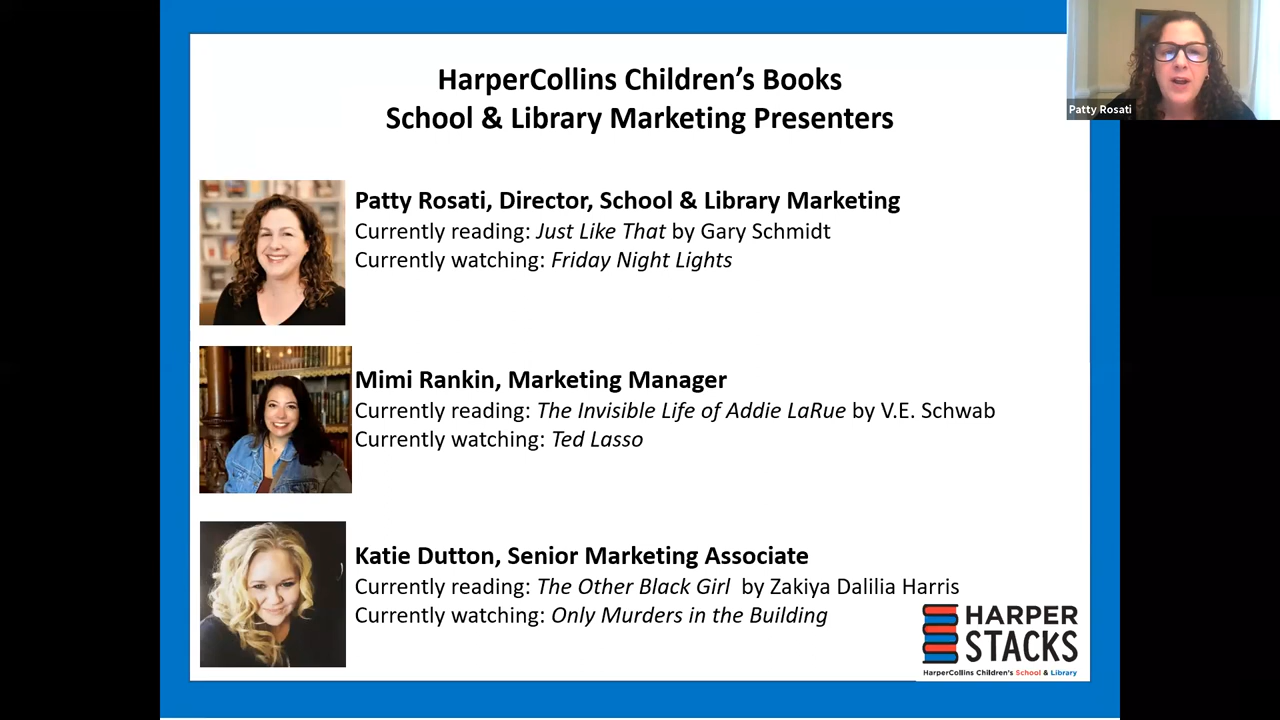 HarperCollins Children's Books
School & Library Marketing Presenters
Patty Rosati
Patty Rosati, Director, School & Library Marketing
Currently reading: Just Like That by Gary Schmidt
Currently watching: Friday Night Lights
Mimi Rankin, Marketing Manager
Currently reading: The Invisible Life of Addie LaRue by V.E. Schwab
Currently watching: Ted Lasso
Katie Dutton, Senior Marketing Associate
Currently reading: The Other Black Girl by Zakiya Dalilia Harris
Currently watching: Only Murders in the Building
HARPER
STACKS
HarperCollins Children's School & Library